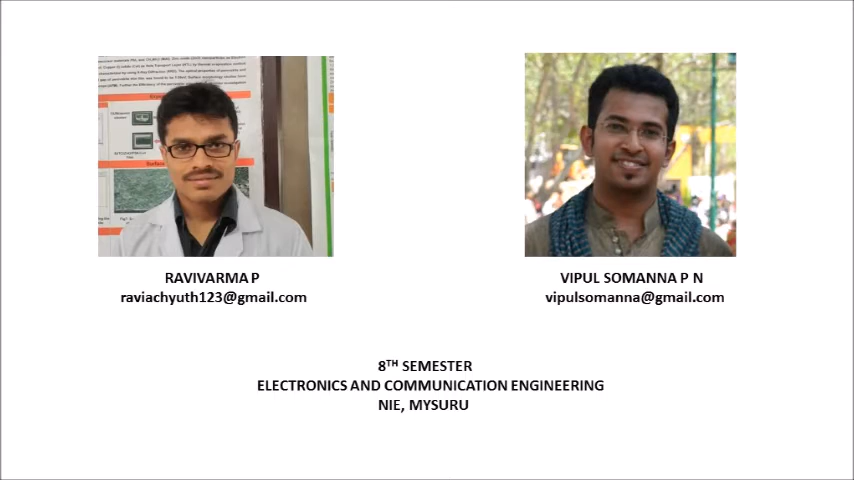 RAVIVARMA P
raviachyuth123@gmail.com
VIPUL SOMANNA P N
vipulsomanna@gmail.com
8TH SEMESTER
ELECTRONICS AND COMMUNICATION ENGINEERING
NIE, MYSURU